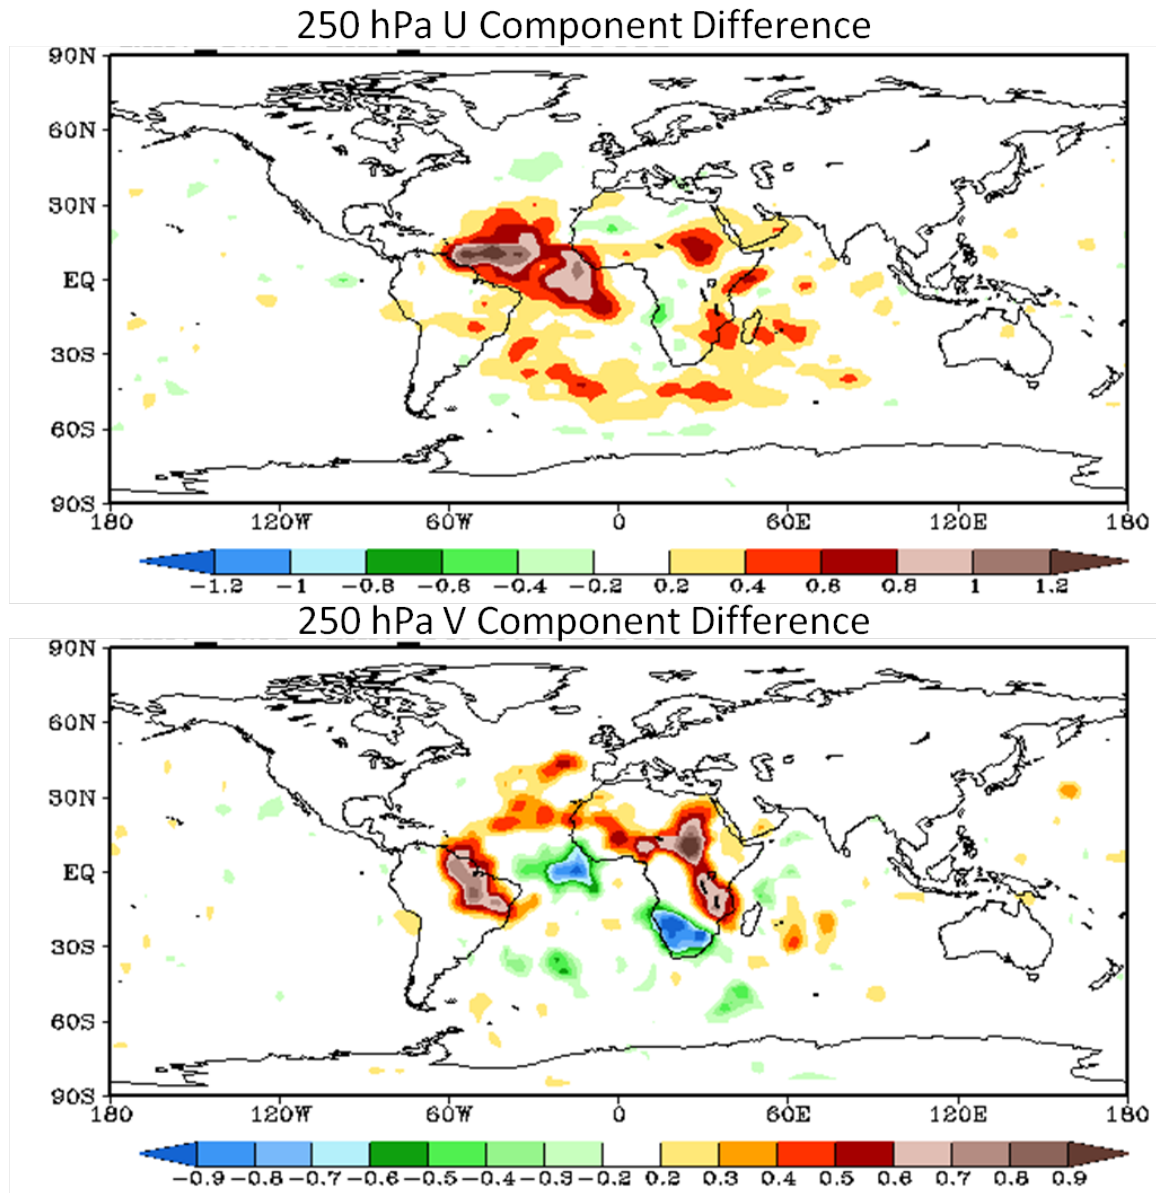 250 hPa U Component Difference
90N
60N
30N
EQ
30S
60S
90S
180 120W 60W 0 60E 120E 180
-1.2 -1 -0.8 -0.6 -0.4 -0.2 0.2 0.4 0.6 0.8 1 1.2
250 hPa V Component Difference
90N
60N
30N
EQ
30S
60S
90S
180 120W 60W 0 60E 120E 180
-0.9 -0.8 -0.7 -0.6 -0.5 -0.4 -0.3 -0.2 0.2 0.3 0.4 0.5 0.6 0.7 0.8 0.9